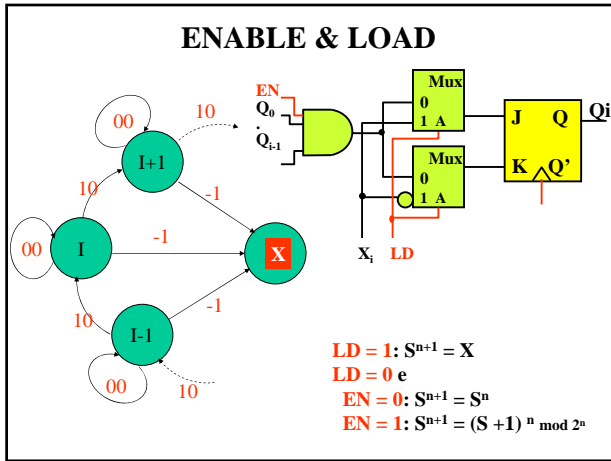 ENABLE & LOAD
EN
Q0
.
Qi-1
Mux
0
1 A
Mux
0
1 A
J Q
K Q’
Qi
Xi LD
00
10
I+1
10
-1
00
I
-1
X
10
I-1
-1
00
10
LD = 1: Sn+1 = X
LD = 0 e
EN = 0: Sn+1 = Sn
EN = 1: Sn+1 = (S +1) n mod 2n